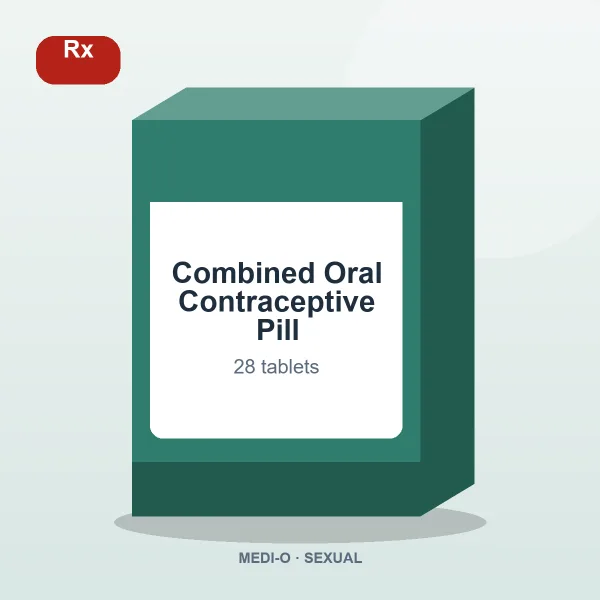 Rx
Combined Oral
Contraceptive
Pill
28 tablets
MEDI-O · SEXUAL